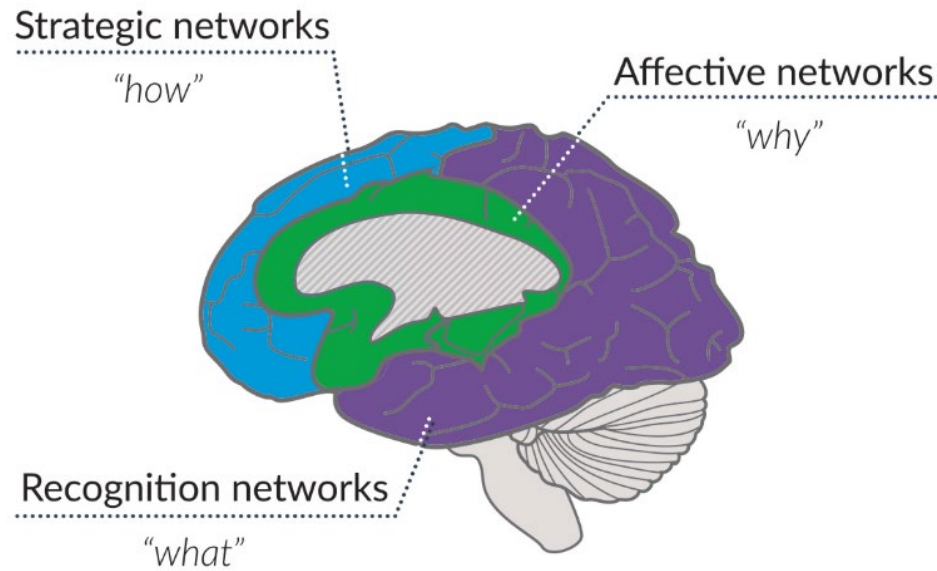 Strategic networks
“how”
Affective networks
“why”
Recognition networks
“what”